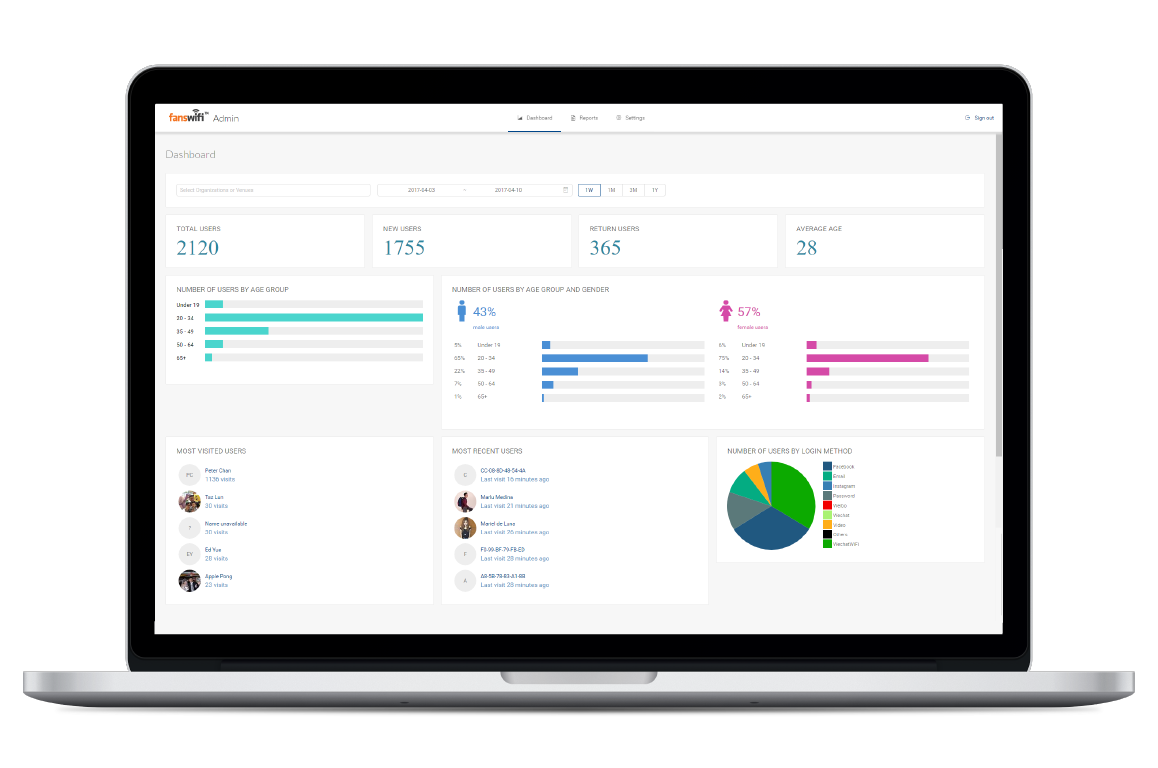 fanswifi Admin
Dashboard
Reports
Settings
Sign out
Dashboard
Select Organisations or Venues
2017-04-03 ~ 2017-04-10
1W 1M 3M 1Y
TOTAL USERS
2120
NEW USERS
1755
RETURN USERS
365
AVERAGE AGE
28
NUMBER OF USERS BY AGE GROUP
Under 19
20 - 34
35 - 49
50 - 64
65+
NUMBER OF USERS BY AGE GROUP AND GENDER
43%
male users
5% Under 19
65% 20 - 34
22% 35 - 49
7% 50 - 64
1% 65+
57%
female users
6% Under 19
75% 20 - 34
14% 35 - 49
3% 50 - 64
2% 65+
MOST VISITED USERS
PC
Peter Chan
1136 visits
Tao Lun
30 visits
?
Name unavailable
30 visits
EY
Ed Yue
28 visits
Apple Pong
22 visits
MOST RECENT USERS
C
CC-08-8D-48-54-4A
Last visit 16 minutes ago
Marlu Medina
Last visit 21 minutes ago
Mariel de Luna
Last visit 26 minutes ago
F
F0-99-BF-79-FB-ED
Last visit 28 minutes ago
A
A8-5B-78-B3-A1-BB
Last visit 28 minutes ago
NUMBER OF USERS BY LOGIN METHOD
Facebook
Email
Instagram
Password
Weibo
Wechat
Video
Others
WechatWiFi